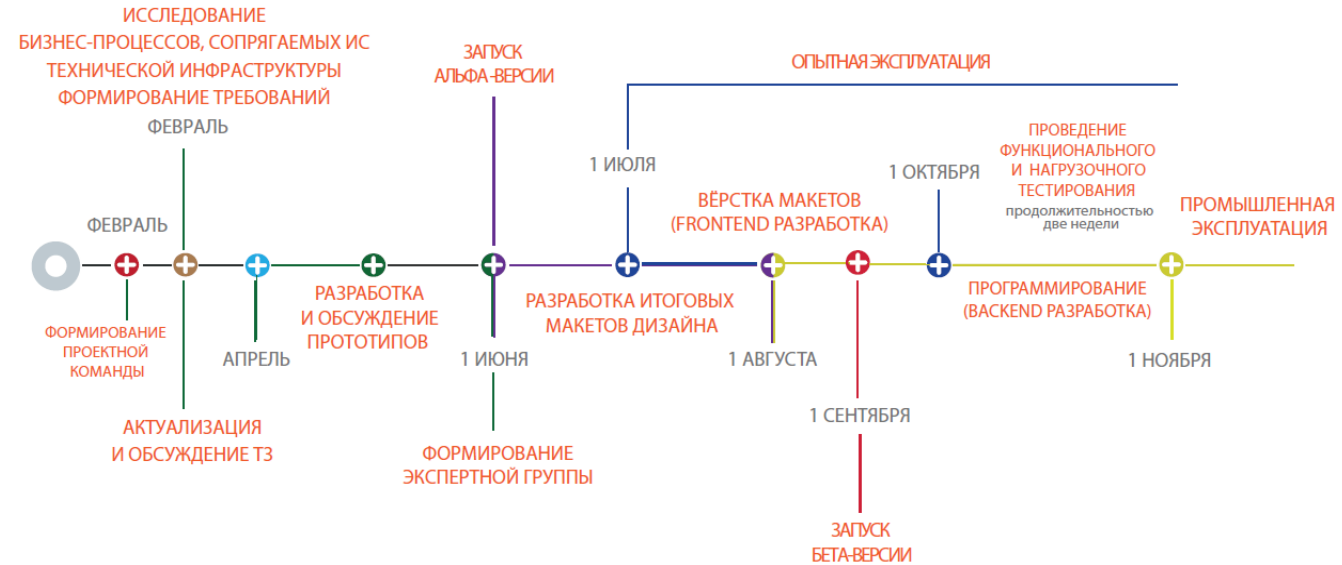 ИССЛЕДОВАНИЕ
БИЗНЕС-ПРОЦЕССОВ, СОПРЯГАЕМЫХ ИС
ТЕХНИЧЕСКОЙ ИНФРАСТРУКТУРЫ
ФОРМИРОВАНИЕ ТРЕБОВАНИЙ
ФЕВРАЛЬ
ФЕВРАЛЬ
ФОРМИРОВАНИЕ
ПРОЕКТНОЙ
КОМАНДЫ
АКТУАЛИЗАЦИЯ
И ОБСУЖДЕНИЕ ТЗ
АПРЕЛЬ
РАЗРАБОТКА
И ОБСУЖДЕНИЕ
ПРОТОТИПОВ
ЗАПУСК
АЛЬФА-ВЕРСИИ
1 ИЮНЯ
ФОРМИРОВАНИЕ
ЭКСПЕРТНОЙ ГРУППЫ
ОПЫТНАЯ ЭКСПЛУАТАЦИЯ
1 ИЮЛЯ
РАЗРАБОТКА ИТОГОВЫХ
МАКЕТОВ ДИЗАЙНА
ВЁРСТКА МАКЕТОВ
(FRONTEND РАЗРАБОТКА)
1 АВГУСТА
1 СЕНТЯБРЯ
ЗАПУСК
БЕТА-ВЕРСИИ
1 ОКТЯБРЯ
ПРОВЕДЕНИЕ
ФУНКЦИОНАЛЬНОГО
И НАГРУЗОЧНОГО
ТЕСТИРОВАНИЯ
продолжительностью
две недели
ПРОГРАММИРОВАНИЕ
(BACKEND РАЗРАБОТКА)
ПРОМЫШЛЕННАЯ
ЭКСПЛУАТАЦИЯ
1 НОЯБРЯ